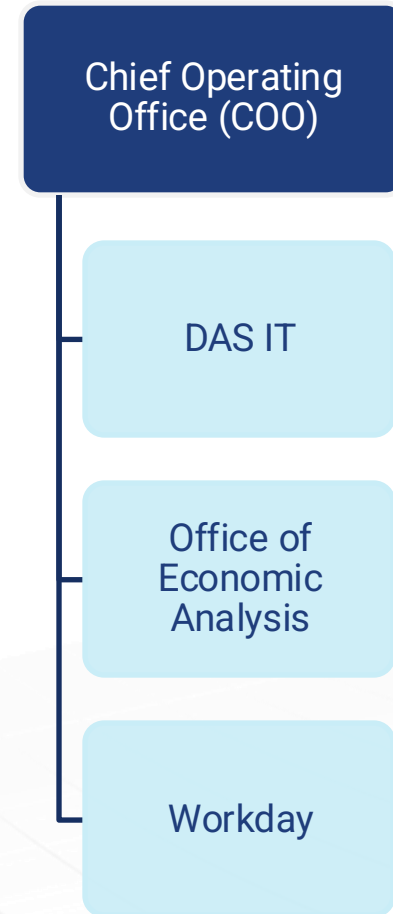 Chief Operating
Office (COO)
DAS IT
Office of
Economic
Analysis
Workday